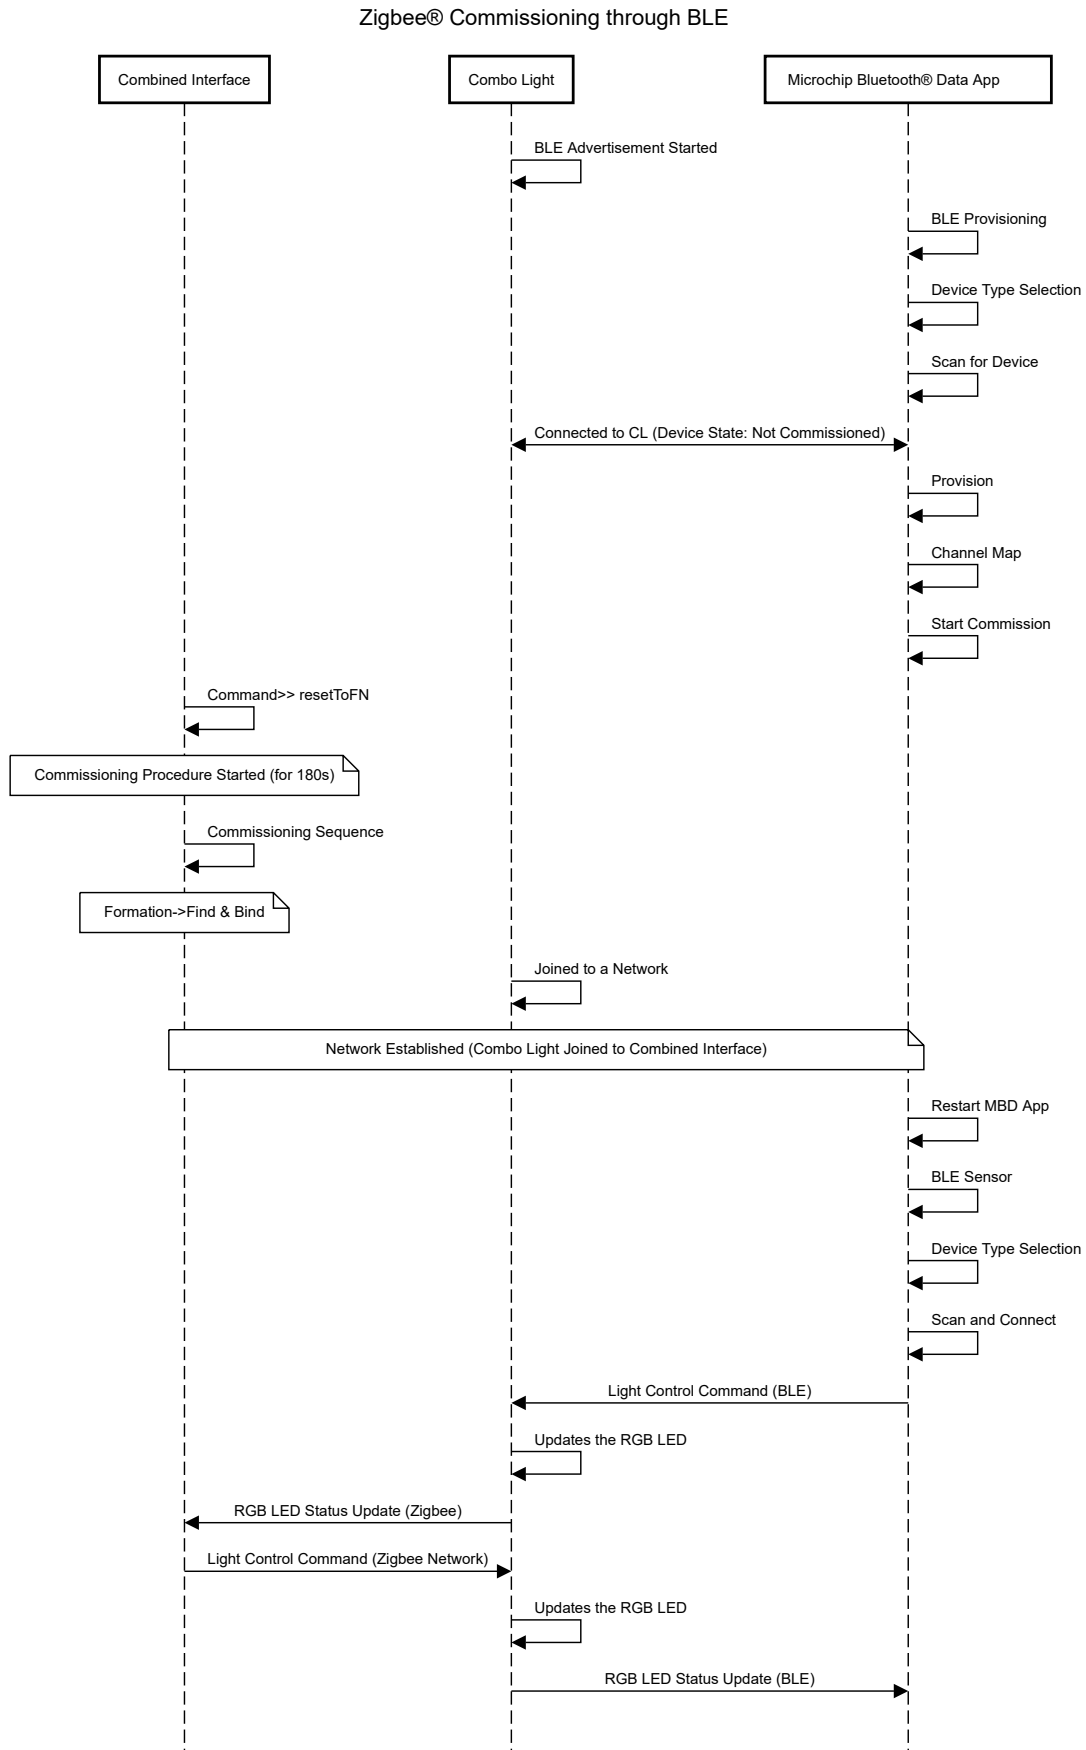 Zigbee® Commissioning through BLE
Combined Interface
Combo Light
Microchip Bluetooth® Data App
BLE Advertisement Started
BLE Provisioning
Device Type Selection
Scan for Device
Connected to CL (Device State: Not Commissioned)
Provision
Channel Map
Start Commission
Command>> resetToFN
Commissioning Procedure Started (for 180s)
Commissioning Sequence
Formation->Find & Bind
Joined to a Network
Network Established (Combo Light Joined to Combined Interface)
Restart MBD App
BLE Sensor
Device Type Selection
Scan and Connect
Light Control Command (BLE)
Updates the RGB LED
RGB LED Status Update (Zigbee)
Light Control Command (Zigbee Network)
Updates the RGB LED
RGB LED Status Update (BLE)